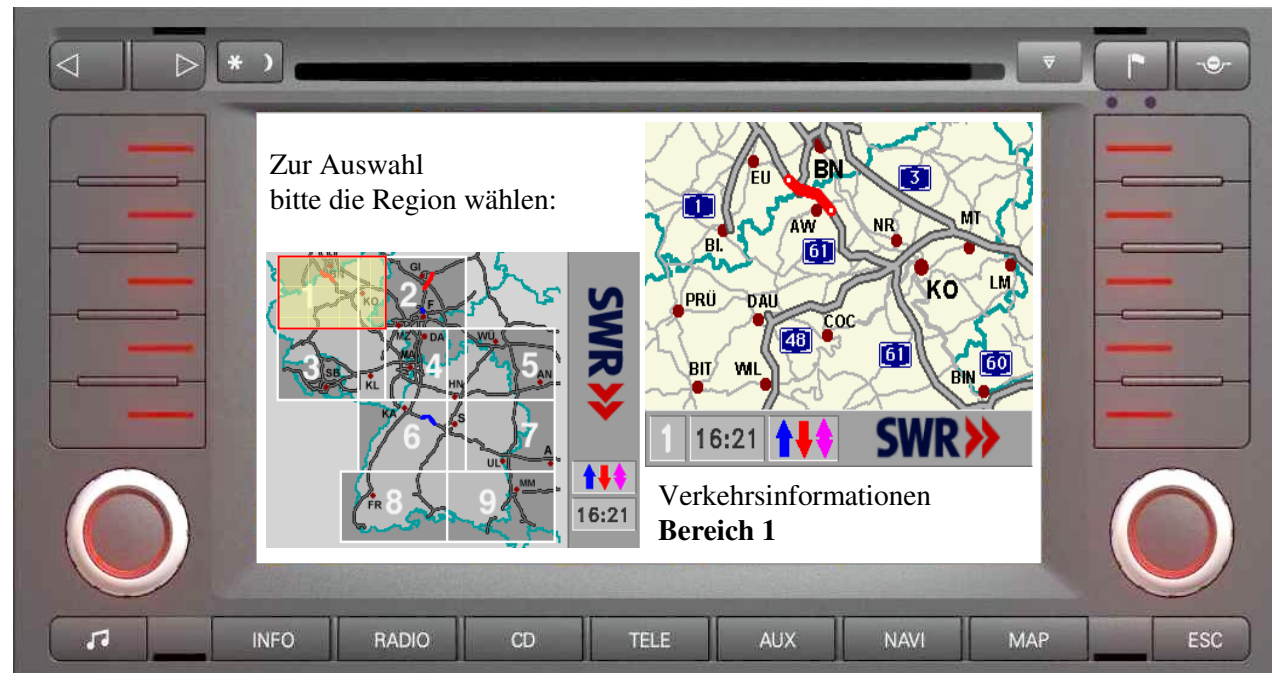 Zur Auswahl
bitte die Region wählen:
1
BN
KO
GI
2
F
MZ
DA
WÜ
3
SB
KL
MA
4
HN
5
AN
KA
6
S
7
UL
A
FR
8
9
MM
SWR
16:21
EU
BN
3
1
AW
NR
MT
BL
61
KO
LM
PRÜ
DAU
COC
48
61
60
BIT
WIL
BIN
1
16:21
SWR
Verkehrsinformationen
Bereich 1
INFO
RADIO
CD
TELE
AUX
NAVI
MAP
ESC